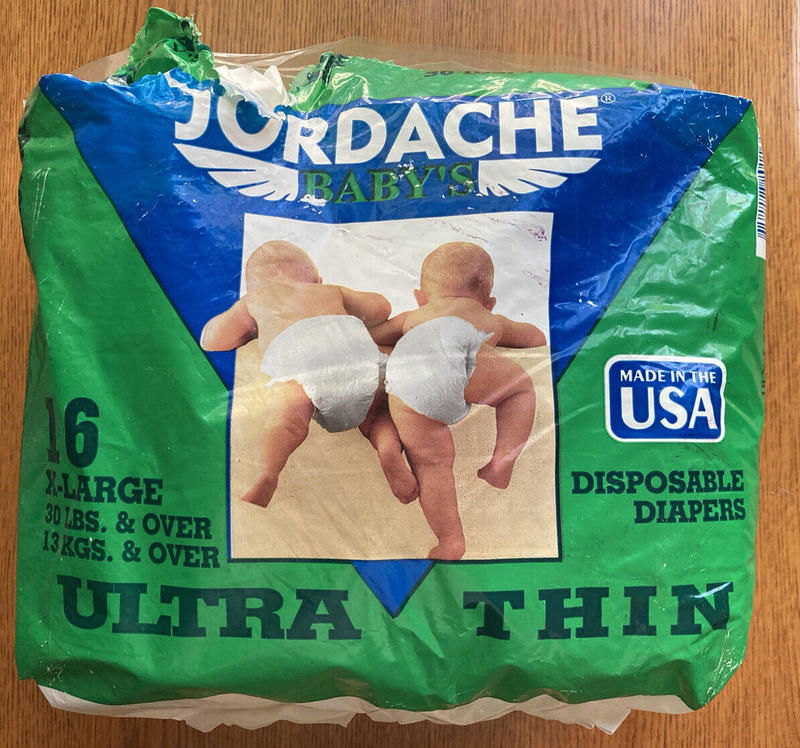 JORDACHE®
BABY'S
MADE IN THE
USA
16
X-LARGE
30 LBS. & OVER
13 KGS. & OVER
DISPOSABLE
DIAPERS
ULTRA THIN